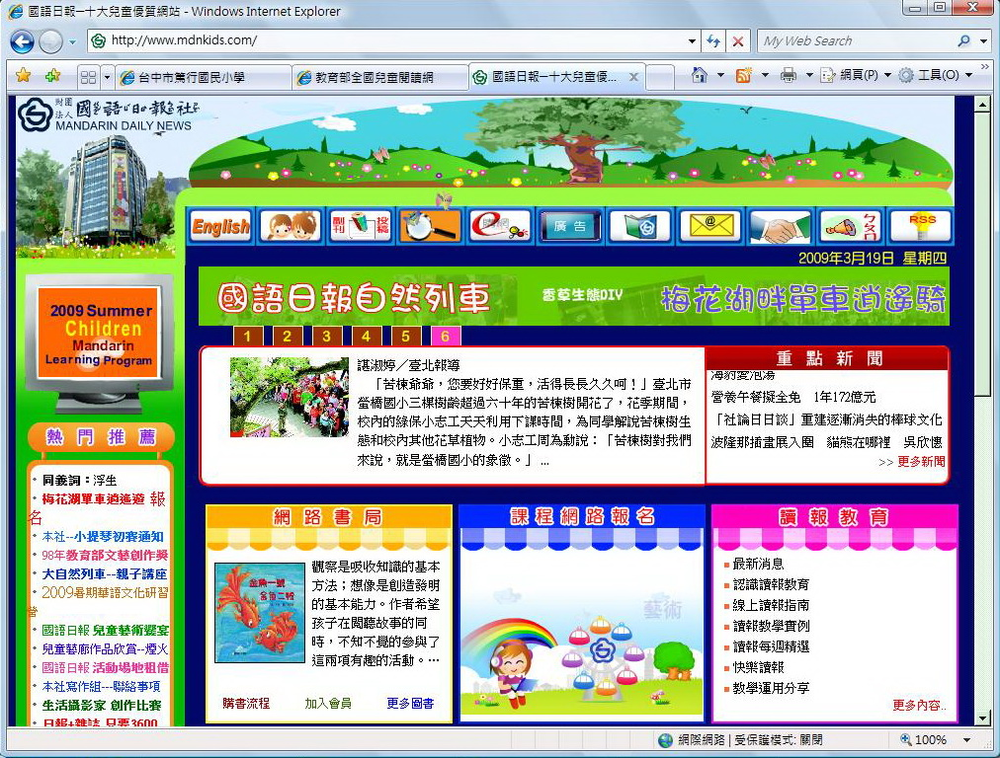 國語日報─十大兒童優質網站 - Windows Internet Explorer
http://www.mdnkids.com/
My Web Search
台中市篤行國民小學
教育部全國兒童閱讀網
國語日報─十大兒童優...
網頁(P)
工具(O)
財團法人 國語日報社
MANDARIN DAILY NEWS
English
副刊投稿
廣告
RSS
2009年3月19日 星期四
國語日報自然列車
香草生態DIY
梅花湖畔單車逍遙騎
1 2 3 4 5 6
2009 Summer
Children
Mandarin
Learning Program
諶淑婷／臺北報導
「苦楝爺爺，您要好好保重，活得長長久久呵！」臺北市
螢橋國小三棵樹齡超過六十年的苦楝樹開花了，花季期間，
校內的綠保小志工天天利用下課時間，為同學解說苦楝樹生
態和校內其他花草植物。小志工周為勳說：「苦楝樹對我們
來說，就是螢橋國小的象徵。」...
重點新聞
海豹愛泡湯
營養午餐擬全免 1年172億元
「社論日日談」重建逐漸消失的棒球文化
波隆那插畫展入圍 貓熊在哪裡 吳欣憓
>> 更多新聞
熱門推薦
同義詞：浮生
梅花湖單車逍遙遊 報
名
本社--小提琴初賽通知
98年教育部文藝創作獎
大自然列車--親子講座
2009暑期華語文化研習
營
國語日報 兒童藝術饗宴
兒童藝廊作品欣賞--煙火
國語日報 活動場地租借
本社寫作組---聯絡事項
生活攝影家 創作比賽
日報+雜誌 只要3600
網路書局
金魚一號
金魚二號
觀察是吸收知識的基本
方法；想像是創造發明
的基本能力。作者希望
孩子在閱聽故事的同
時，不知不覺的參與了
這兩項有趣的活動。…
購書流程
加入會員
更多圖書
課程網路報名
藝術
讀報教育
最新消息
認識讀報教育
線上讀報指南
讀報教學實例
讀報每週精選
快樂讀報
教學運用分享
更多內容..
網際網路 | 受保護模式: 關閉
100%